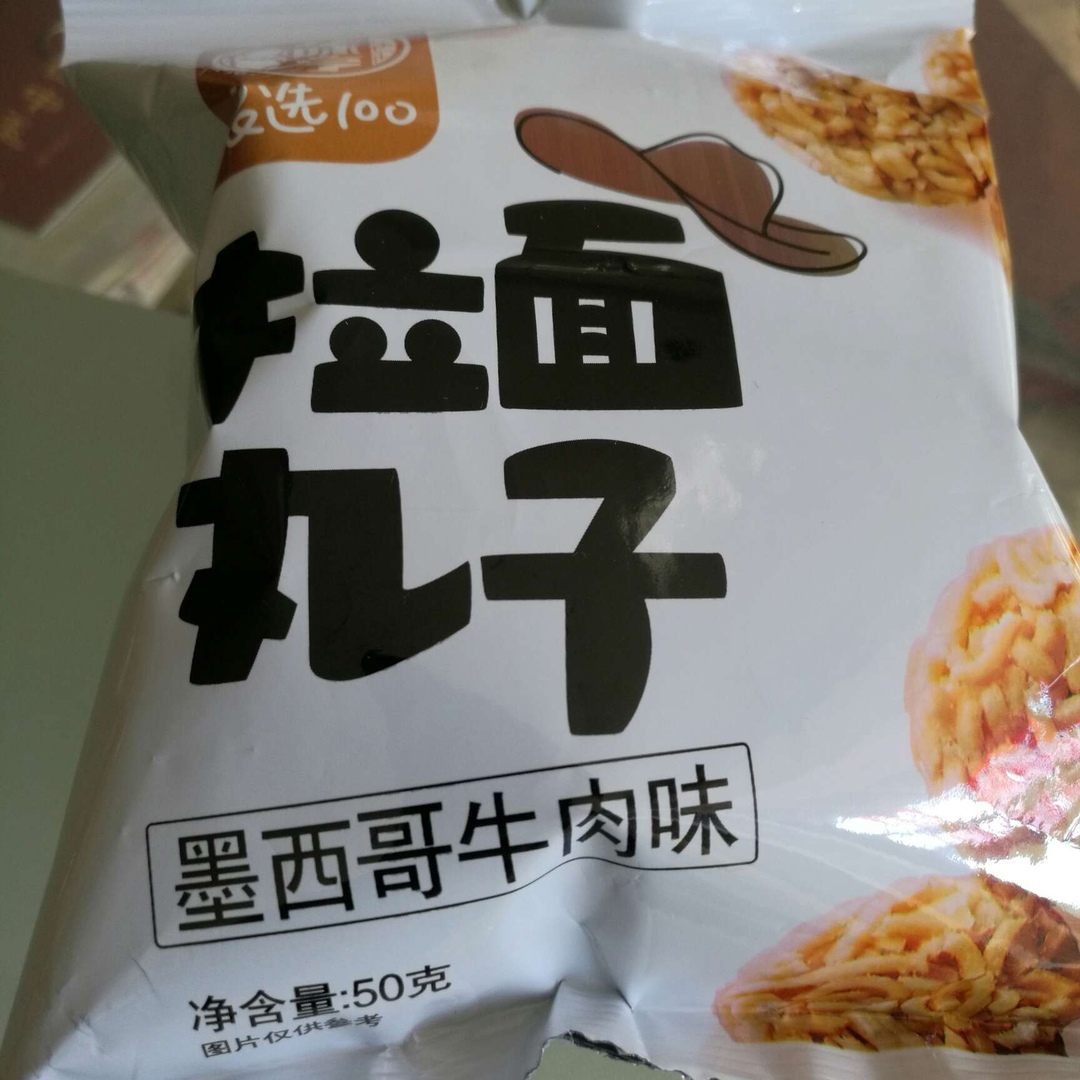 选100
拉面
丸子
墨西哥牛肉味
净含量:50克
图片仅供参考